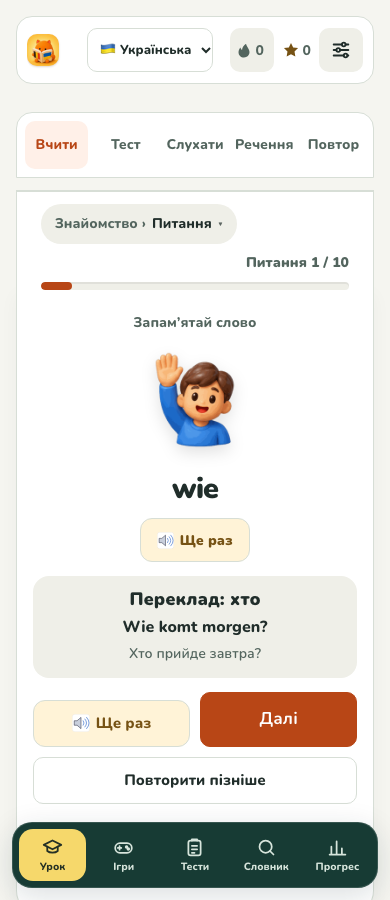 Українська
0
0
Вчити
Тест
Слухати
Речення
Повтор
Знайомство › Питання
Питання 1 / 10
Запам'ятай слово
wie
Ще раз
Переклад: хто
Wie komt morgen?
Хто прийде завтра?
Ще раз
Далі
Повторити пізніше
Урок
Ігри
Тести
Словник
Прогрес